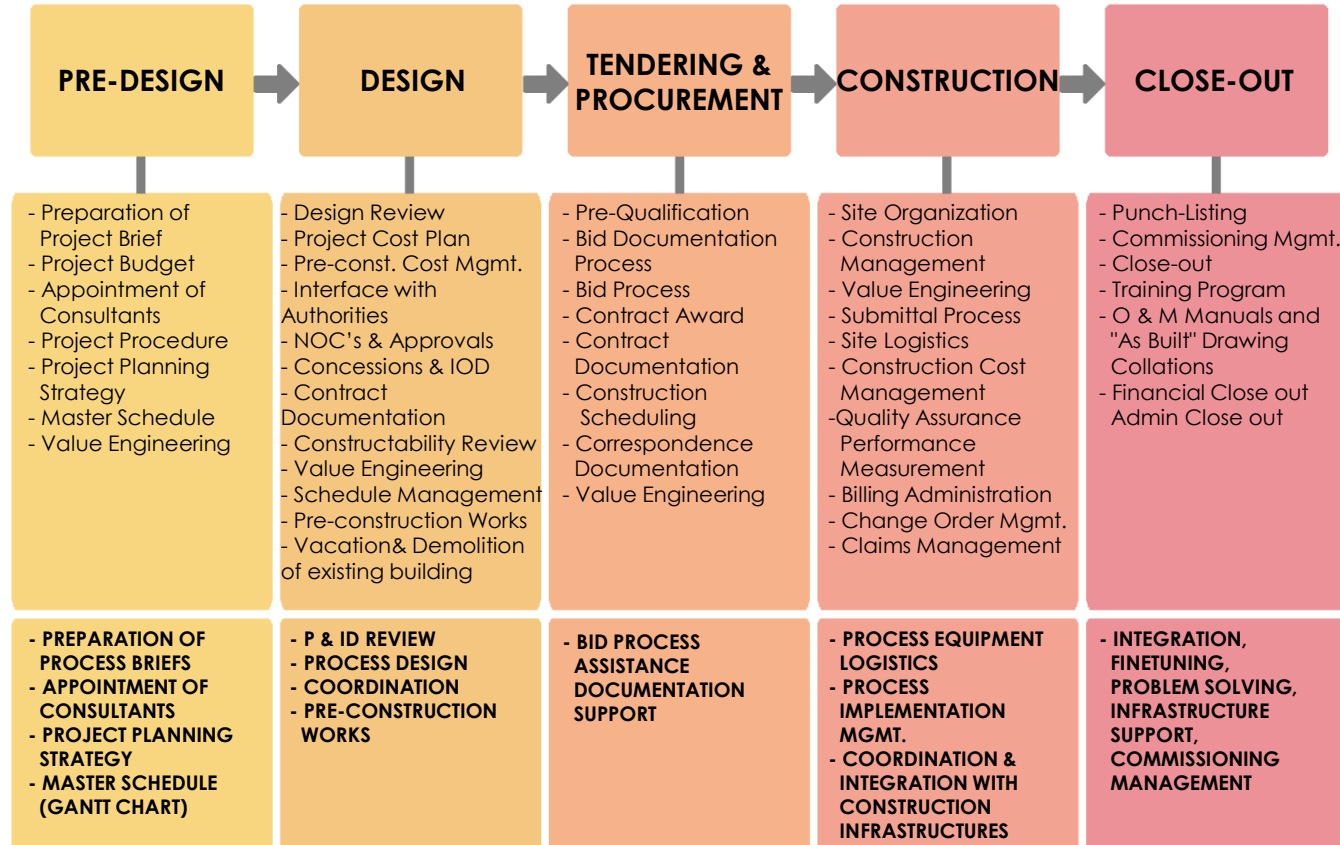 PRE-DESIGN
DESIGN
TENDERING &
PROCUREMENT
CONSTRUCTION
CLOSE-OUT
- Preparation of
Project Brief
- Project Budget
- Appointment of
Consultants
- Project Procedure
- Project Planning
Strategy
- Master Schedule
- Value Engineering
- Design Review
- Project Cost Plan
- Pre-const. Cost Mgmt.
- Interface with
Authorities
- NOC's & Approvals
- Concessions & IOD
- Contract
Documentation
- Constructability Review
- Value Engineering
- Schedule Management
- Pre-construction Works
- Vacation& Demolition
of existing building
- Pre-Qualification
- Bid Documentation
Process
- Bid Process
- Contract Award
- Contract
Documentation
- Construction
Scheduling
- Correspondence
Documentation
- Value Engineering
- Site Organization
- Construction
Management
- Value Engineering
- Submittal Process
- Site Logistics
- Construction Cost
Management
-Quality Assurance
Performance
Measurement
- Billing Administration
- Change Order Mgmt.
- Claims Management
- Punch-Listing
- Commissioning Mgmt.
- Close-out
- Training Program
- O & M Manuals and
"As Built" Drawing
Collations
- Financial Close out
Admin Close out
- PREPARATION OF
PROCESS BRIEFS
- APPOINTMENT OF
CONSULTANTS
- PROJECT PLANNING
STRATEGY
- MASTER SCHEDULE
(GANTT CHART)
- P & ID REVIEW
- PROCESS DESIGN
- COORDINATION
- PRE-CONSTRUCTION
WORKS
- BID PROCESS
ASSISTANCE
DOCUMENTATION
SUPPORT
- PROCESS EQUIPMENT
LOGISTICS
- PROCESS
IMPLEMENTATION
MGMT.
- COORDINATION &
INTEGRATION WITH
CONSTRUCTION
INFRASTRUCTURES
- INTEGRATION,
FINETUNING,
PROBLEM SOLVING,
INFRASTRUCTURE
SUPPORT,
COMMISSIONING
MANAGEMENT